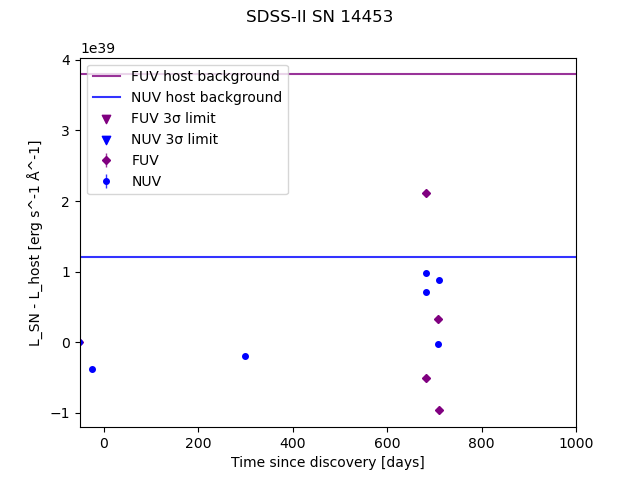 SDSS-II SN 14453
1e39
FUV host background
NUV host background
FUV 3σ limit
NUV 3σ limit
FUV
NUV
L_SN - L_host [erg s^-1 Å^-1]
4
3
2
1
0
−1
0 200 400 600 800 1000
Time since discovery [days]